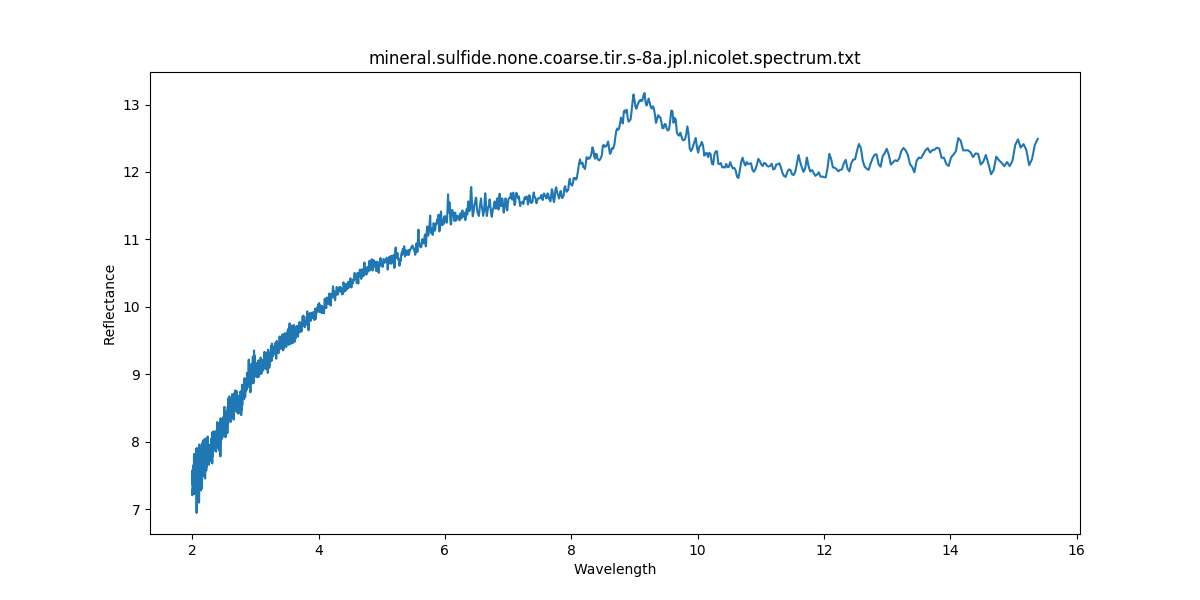 mineral.sulfide.none.coarse.tir.s-8a.jpl.nicolet.spectrum.txt
13
12
11
10
9
8
7
Reflectance
2 4 6 8 10 12 14 16
Wavelength